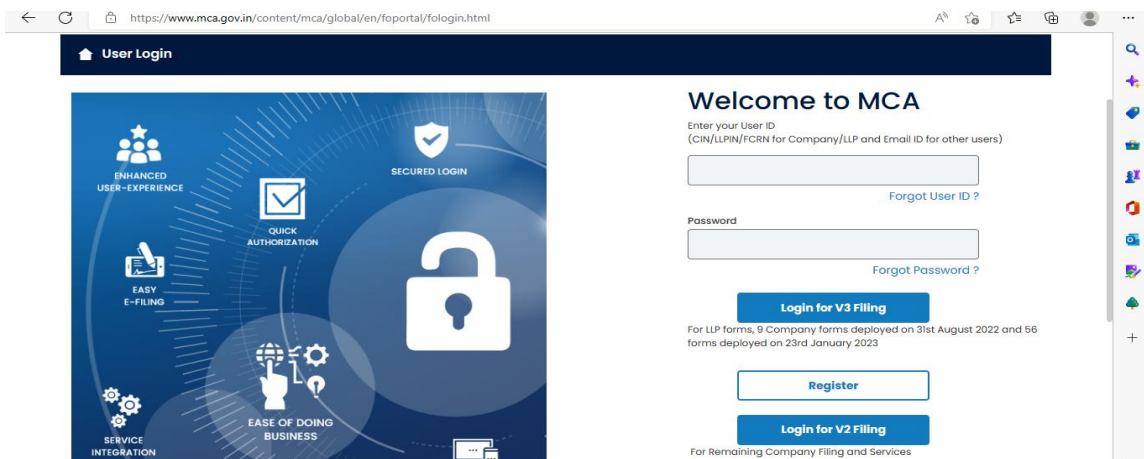 https://www.mca.gov.in/content/mca/global/en/foportal/fologin.html
User Login
ENHANCED
USER-EXPERIENCE
SECURED LOGIN
QUICK
AUTHORIZATION
EASY
E-FILING
EASE OF DOING
BUSINESS
SERVICE
INTEGRATION
Welcome to MCA
Enter your User ID
(CIN/LLPIN/FCRN for Company/LLP and Email ID for other users)
Forgot User ID ?
Password
Forgot Password ?
Login for V3 Filing
For LLP forms, 9 Company forms deployed on 31st August 2022 and 56
forms deployed on 23rd January 2023
Register
Login for V2 Filing
For Remaining Company Filing and Services